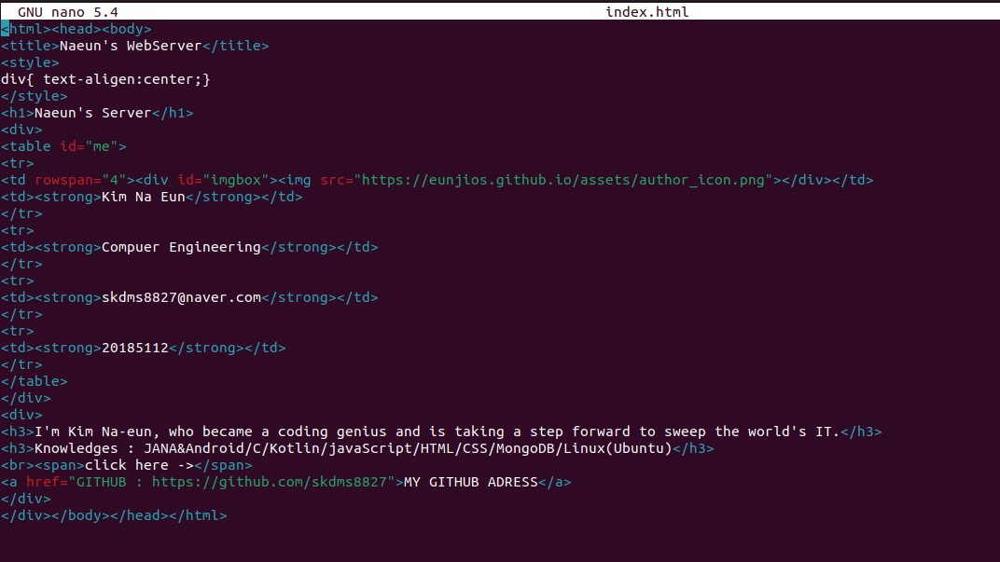 GNU nano 5.4 index.html
<html><head><body>
<title>Naeun's WebServer</title>
<style>
div{ text-aligen:center;}
</style>
<h1>Naeun's Server</h1>
<div>
<table id="me">
<tr>
<td rowspan="4"><div id="imgbox"><img src="https://eunjios.github.io/assets/author_icon.png"></div></td>
<td><strong>Kim Na Eun</strong></td>
</tr>
<tr>
<td><strong>Compuer Engineering</strong></td>
</tr>
<tr>
<td><strong>skdms8827@naver.com</strong></td>
</tr>
<tr>
<td><strong>20185112</strong></td>
</tr>
</table>
</div>
<div>
<h3>I'm Kim Na-eun, who became a coding genius and is taking a step forward to sweep the world's IT.</h3>
<h3>Knowledges : JANA&Android/C/Kotlin/javaScript/HTML/CSS/MongoDB/Linux(Ubuntu)</h3>
<br><span>click here -></span>
<a href="GITHUB : https://github.com/skdms8827">MY GITHUB ADRESS</a>
</div>
</div></body></head></html>